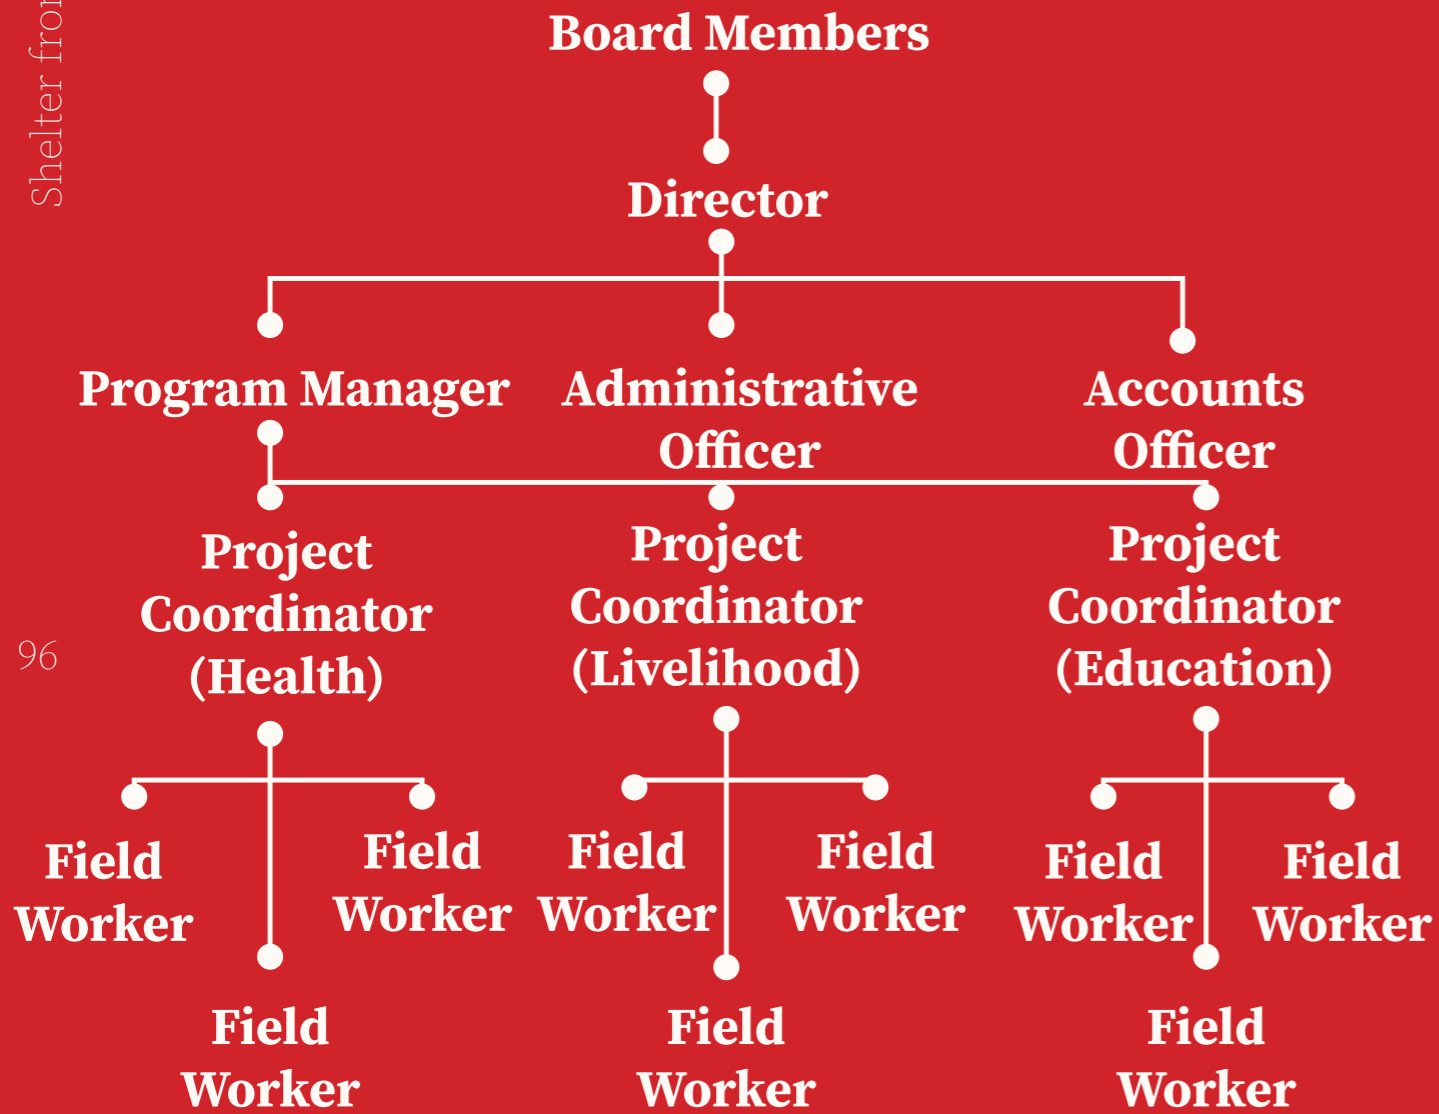 Shelter from
Board Members
Director
Program Manager
Administrative
Officer
Accounts
Officer
Project
Coordinator
(Health)
Project
Coordinator
(Livelihood)
Project
Coordinator
(Education)
96
Field
Worker
Field
Worker
Field
Worker
Field
Worker
Field
Worker
Field
Worker
Field
Worker
Field
Worker
Field
Worker